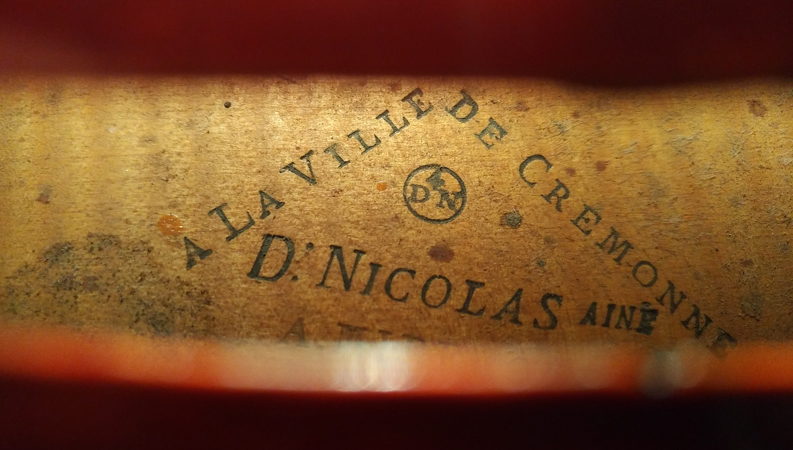 A LA VILLE DE CREMONNE
DN
D. NICOLAS AINÉ